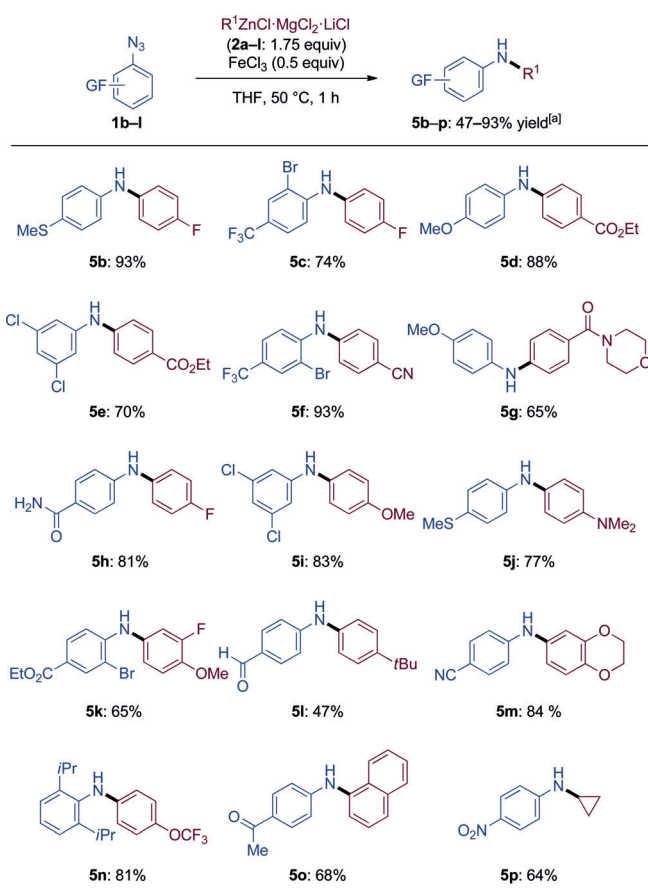 R¹ZnCl·MgCl₂·LiCl
(2a–l: 1.75 equiv)
FeCl₃ (0.5 equiv)
THF, 50 °C, 1 h
N₃
GF
1b–l
H
N
R¹
GF
5b–p: 47–93% yield[a]
H
N
MeS
F
5b: 93%
Br
H
N
F₃C
F
5c: 74%
H
N
MeO
CO₂Et
5d: 88%
Cl
H
N
Cl
CO₂Et
5e: 70%
H
N
F₃C
Br
CN
5f: 93%
MeO
N
H
O
N
O
5g: 65%
H
N
H₂N
O
F
5h: 81%
Cl
H
N
Cl
OMe
5i: 83%
H
N
MeS
NMe₂
5j: 77%
H
N
F
EtO₂C
Br
OMe
5k: 65%
H
N
H
O
tBu
5l: 47%
H
N
O
NC
O
5m: 84 %
iPr
H
N
iPr
OCF₃
5n: 81%
H
N
O
Me
5o: 68%
H
N
O₂N
5p: 64%